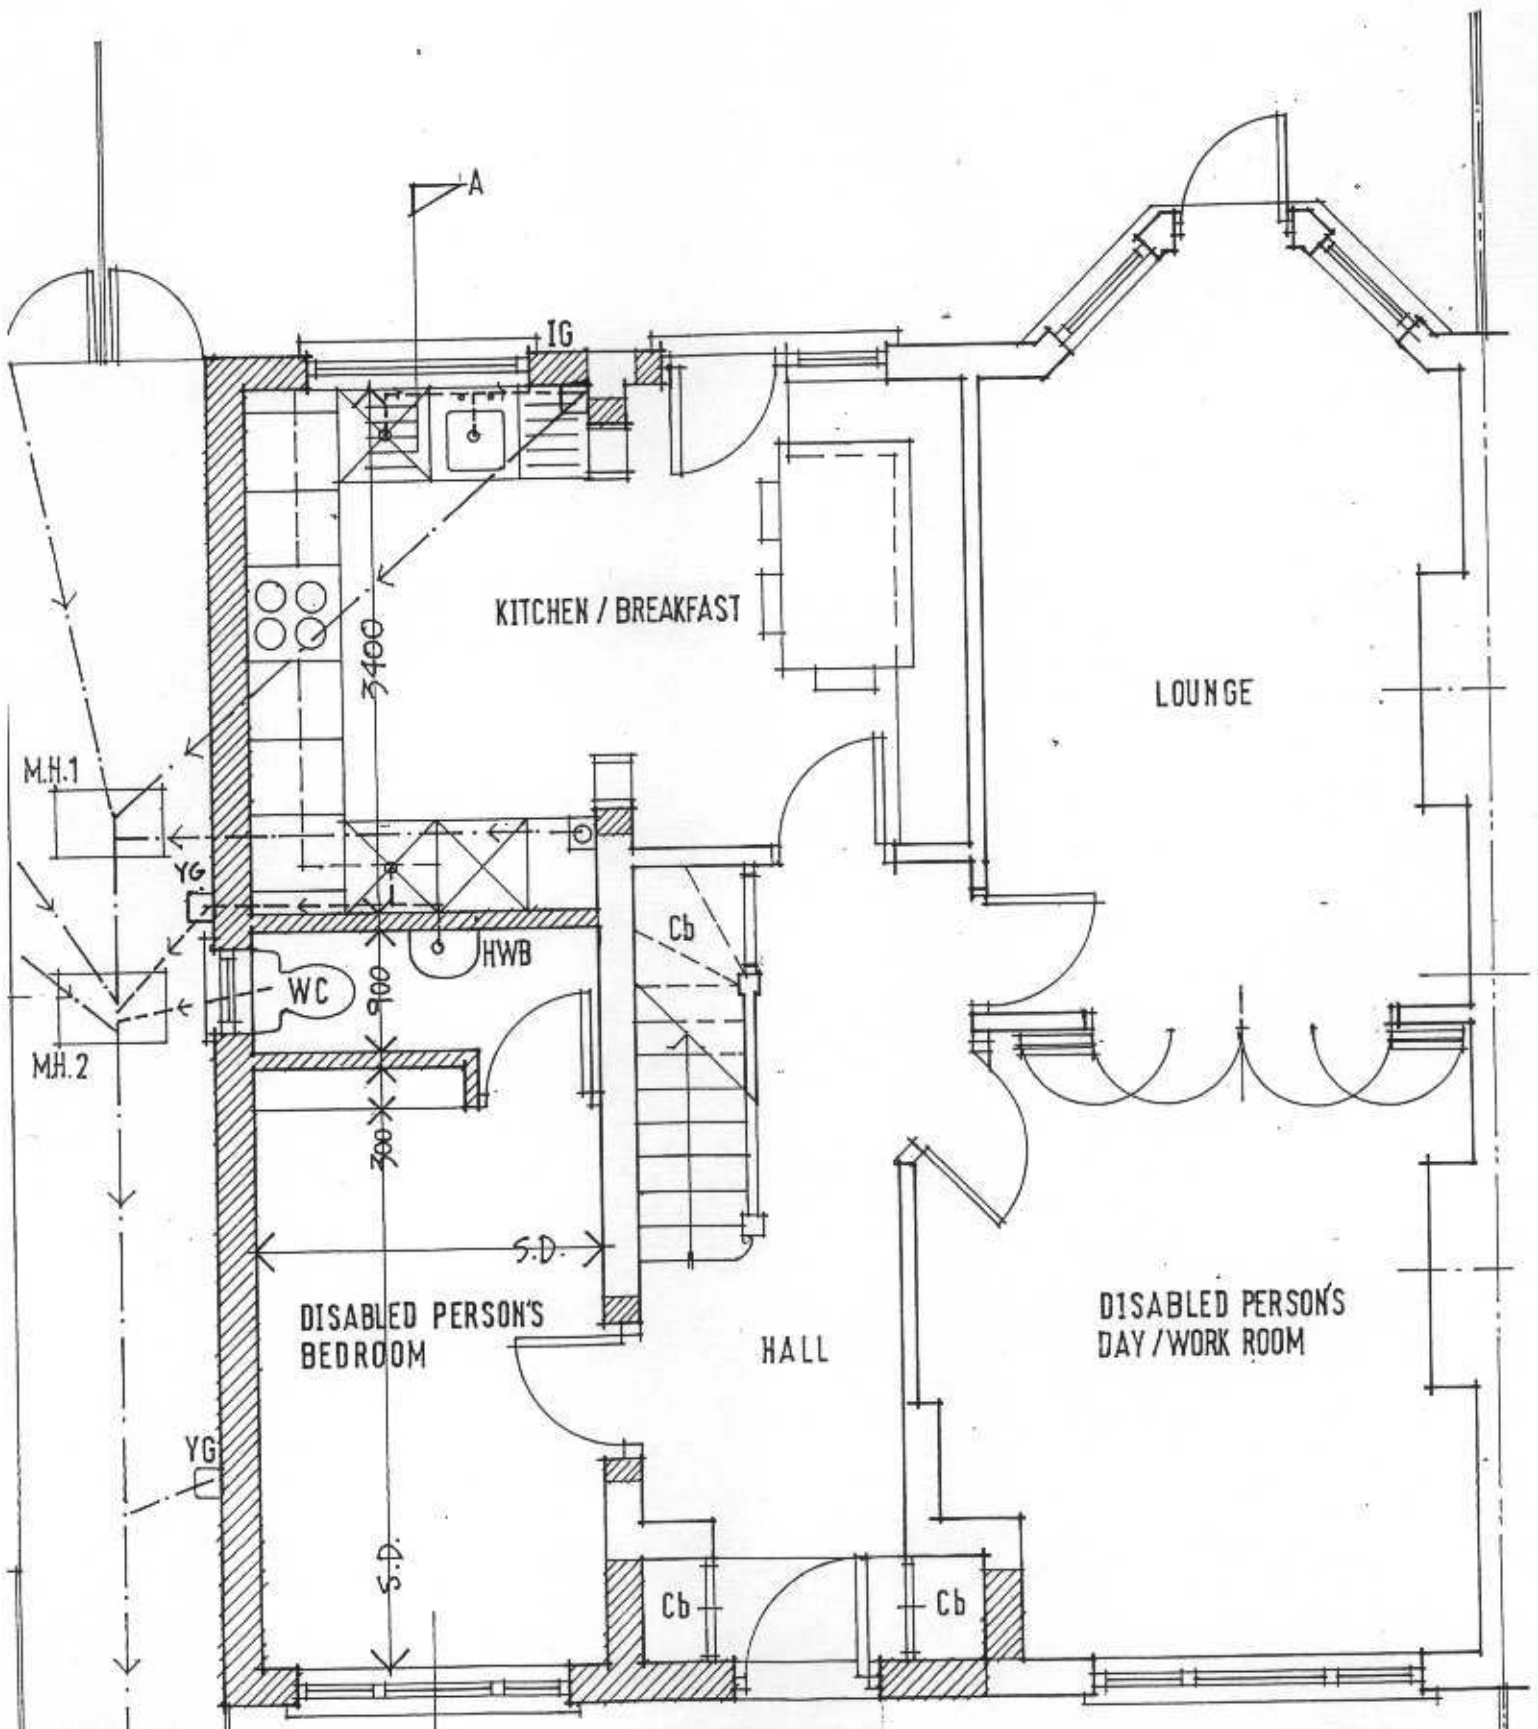 A
IG
KITCHEN / BREAKFAST
3400
LOUNGE
M.H.1
YG
Cb
HWB
WC
900
M.H.2
300
S.D.
DISABLED PERSON'S
BEDROOM
HALL
DISABLED PERSON'S
DAY / WORK ROOM
YG
S.D.
Cb
Cb